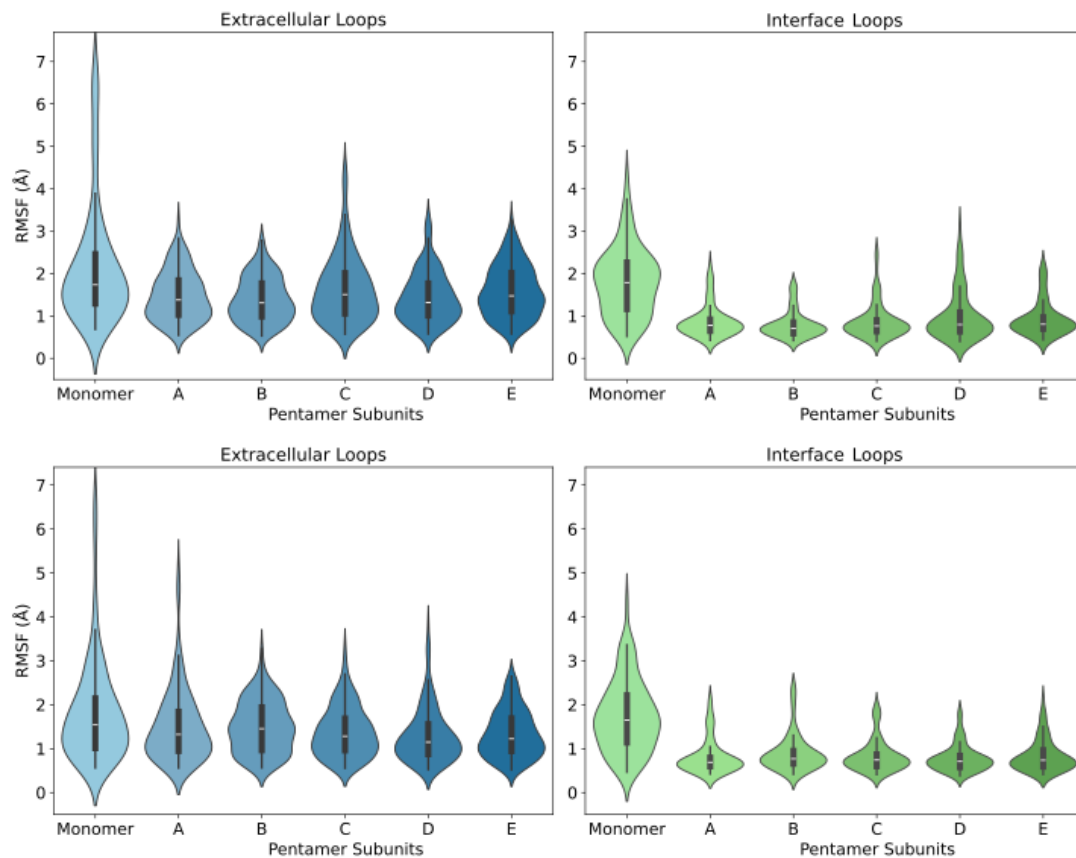 Extracellular Loops
RMSF (Å)
7
6
5
4
3
2
1
0
Monomer A B C D E
Pentamer Subunits
Interface Loops
7
6
5
4
3
2
1
0
Monomer A B C D E
Pentamer Subunits
Extracellular Loops
RMSF (Å)
7
6
5
4
3
2
1
0
Monomer A B C D E
Pentamer Subunits
Interface Loops
7
6
5
4
3
2
1
0
Monomer A B C D E
Pentamer Subunits